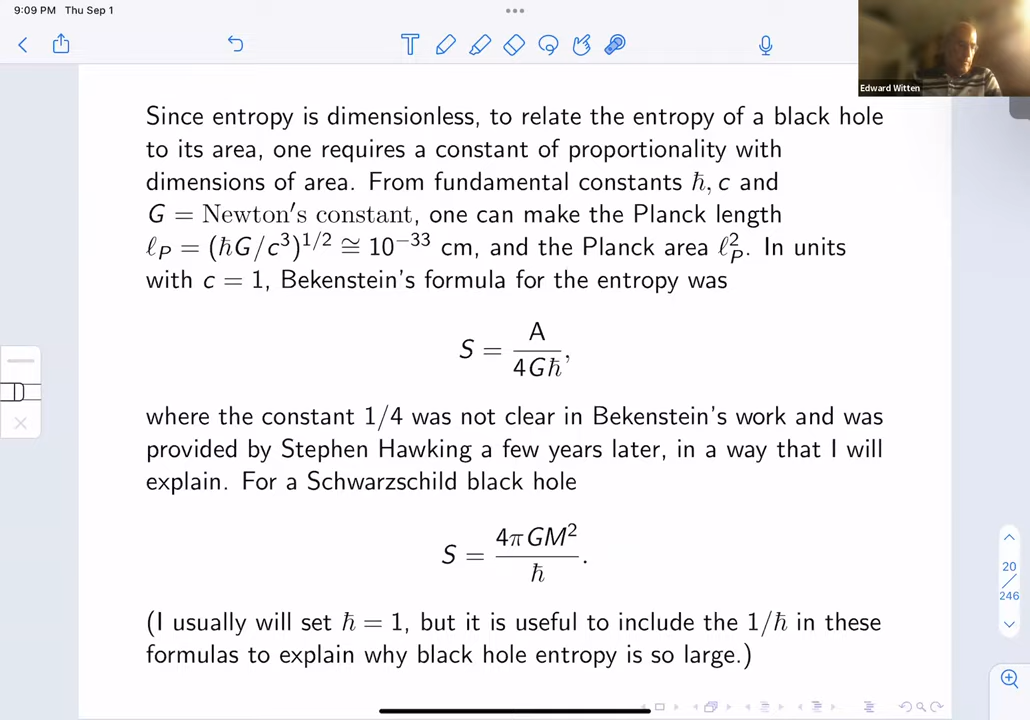 9:09 PM Thu Sep 1
Edward Witten
Since entropy is dimensionless, to relate the entropy of a black hole
to its area, one requires a constant of proportionality with
dimensions of area. From fundamental constants ℏ, c and
G = Newton's constant, one can make the Planck length
ℓ_P = (ℏG/c³)^{1/2} ≅ 10⁻³³ cm, and the Planck area ℓ_P². In units
with c = 1, Bekenstein's formula for the entropy was
S = A/4Gℏ,
where the constant 1/4 was not clear in Bekenstein's work and was
provided by Stephen Hawking a few years later, in a way that I will
explain. For a Schwarzschild black hole
S = 4πGM²/ℏ.
(I usually will set ℏ = 1, but it is useful to include the 1/ℏ in these
formulas to explain why black hole entropy is so large.)
20/246